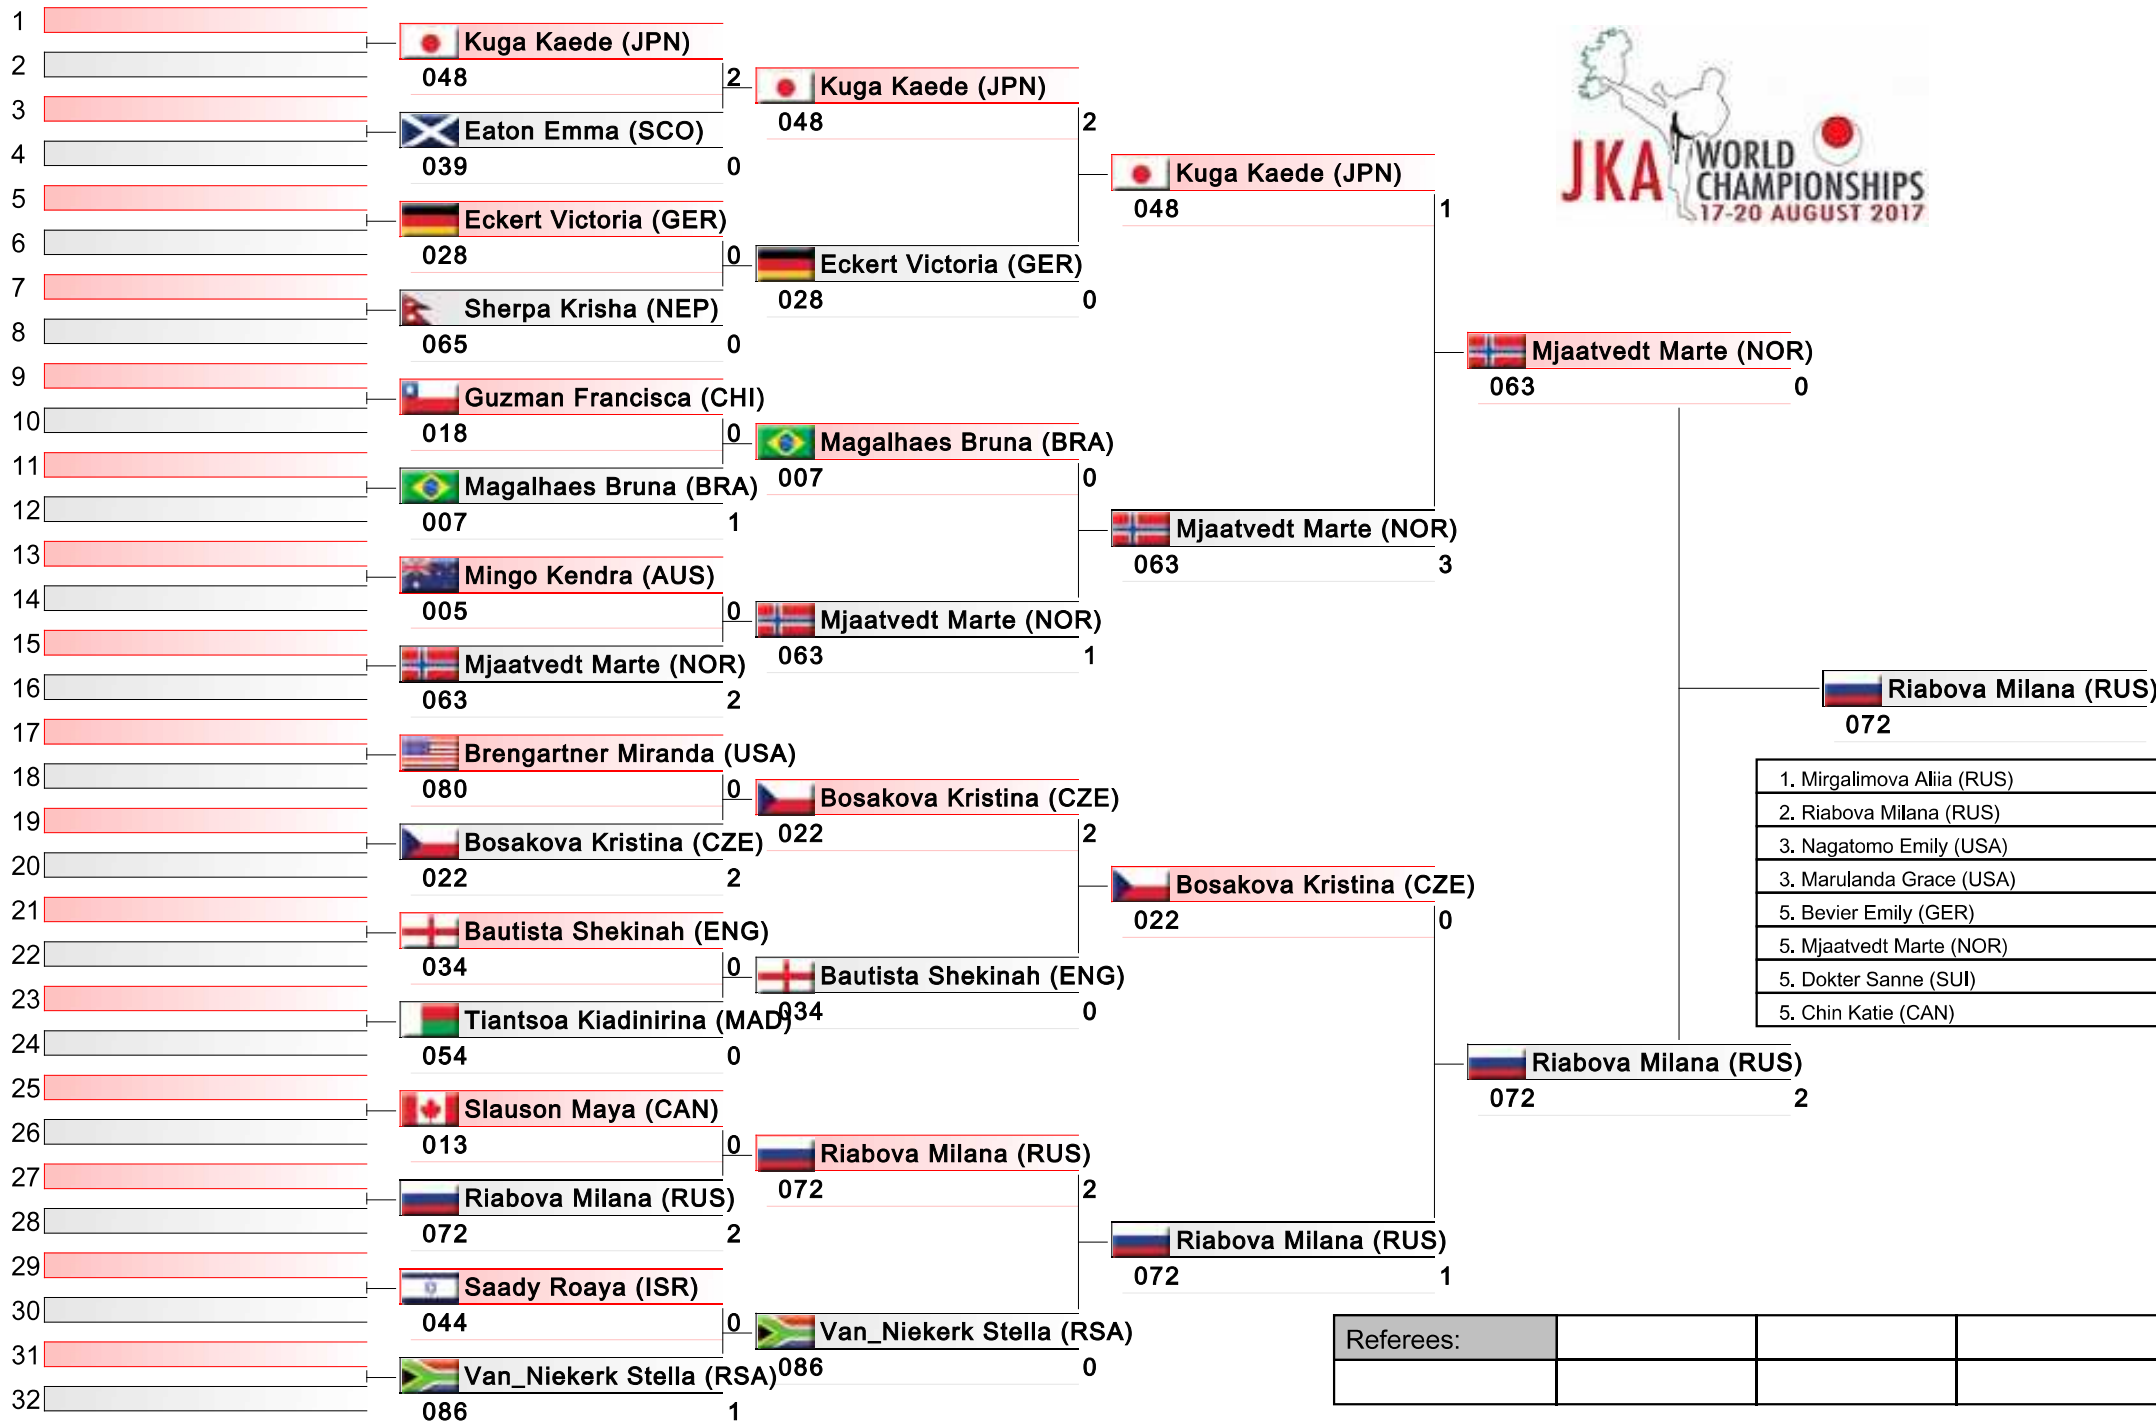 1
2
3
4
5
6
7
8
9
10
11
12
13
14
15
16
17
18
19
20
21
22
23
24
25
26
27
28
29
30
31
32
Kuga Kaede (JPN)
048 2
Eaton Emma (SCO)
039 0
Eckert Victoria (GER)
028 0
Sherpa Krisha (NEP)
065 0
Guzman Francisca (CHI)
018 0
Magalhaes Bruna (BRA)
007 1
Mingo Kendra (AUS)
005 0
Mjaatvedt Marte (NOR)
063 2
Brengartner Miranda (USA)
080 0
Bosakova Kristina (CZE)
022 2
Bautista Shekinah (ENG)
034 0
Tiantsoa Kiadinirina (MAD)
054 0
Slauson Maya (CAN)
013 0
Riabova Milana (RUS)
072 2
Saady Roaya (ISR)
044 0
Van_Niekerk Stella (RSA)
086 1
Kuga Kaede (JPN)
048 2
Eckert Victoria (GER)
028 0
Magalhaes Bruna (BRA)
007 0
Mjaatvedt Marte (NOR)
063 1
Bosakova Kristina (CZE)
022 2
Bautista Shekinah (ENG)
034 0
Riabova Milana (RUS)
072 2
Van_Niekerk Stella (RSA)
086 0
Kuga Kaede (JPN)
048 1
Mjaatvedt Marte (NOR)
063 3
Bosakova Kristina (CZE)
022 0
Riabova Milana (RUS)
072 1
Mjaatvedt Marte (NOR)
063 0
Riabova Milana (RUS)
072 2
Riabova Milana (RUS)
072
JKA WORLD
CHAMPIONSHIPS
17-20 AUGUST 2017
1. Mirgalimova Aliia (RUS)
2. Riabova Milana (RUS)
3. Nagatomo Emily (USA)
3. Marulanda Grace (USA)
5. Bevier Emily (GER)
5. Mjaatvedt Marte (NOR)
5. Dokter Sanne (SUI)
5. Chin Katie (CAN)
Referees: